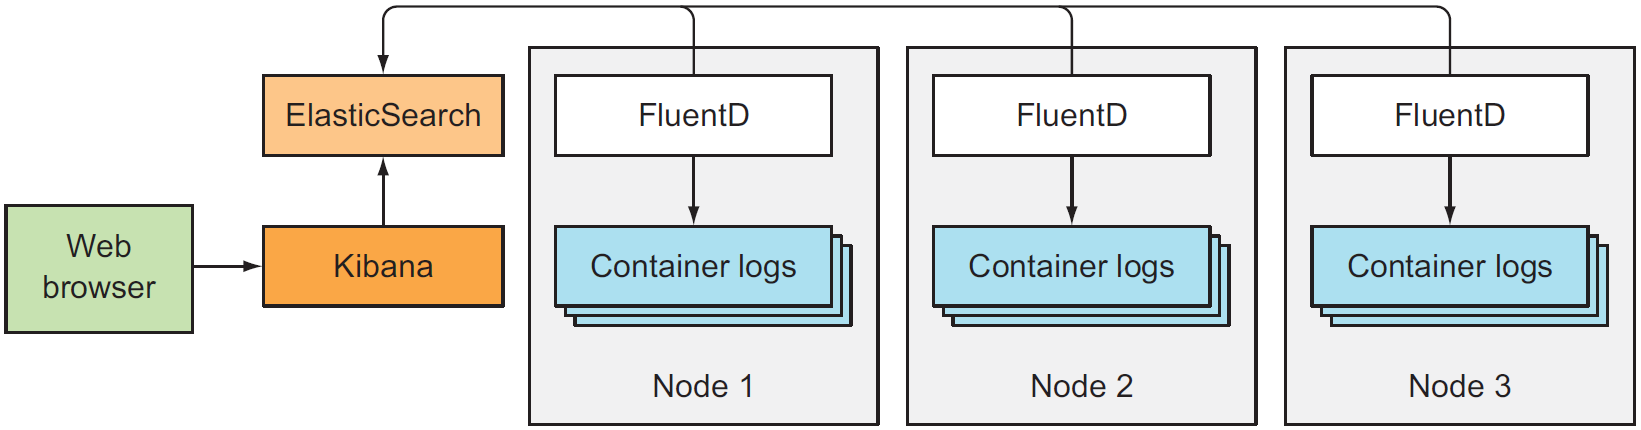 ElasticSearch
FluentD
FluentD
FluentD
Web
browser
Kibana
Container logs
Container logs
Container logs
Node 1
Node 2
Node 3